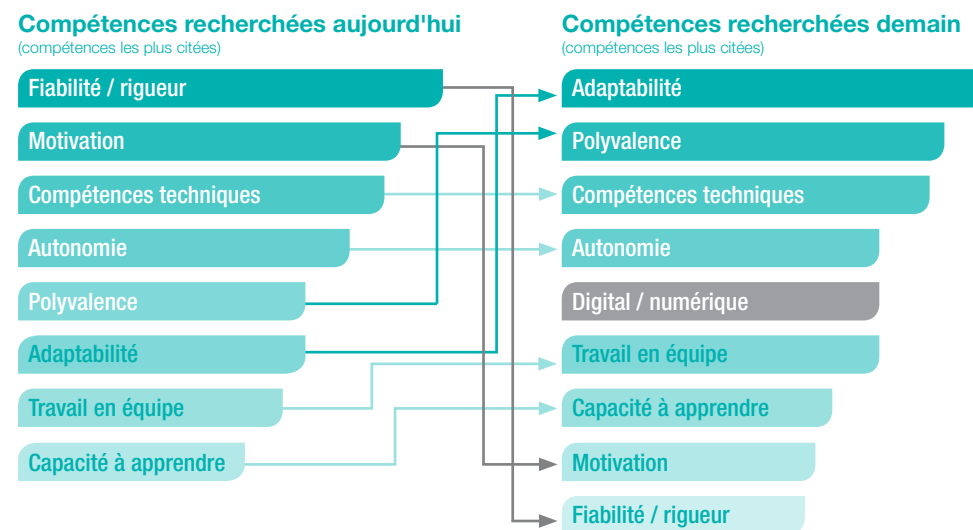 Compétences recherchées aujourd'hui
(compétences les plus citées)
Fiabilité / rigueur
Motivation
Compétences techniques
Autonomie
Polyvalence
Adaptabilité
Travail en équipe
Capacité à apprendre
Compétences recherchées demain
(compétences les plus citées)
Adaptabilité
Polyvalence
Compétences techniques
Autonomie
Digital / numérique
Travail en équipe
Capacité à apprendre
Motivation
Fiabilité / rigueur